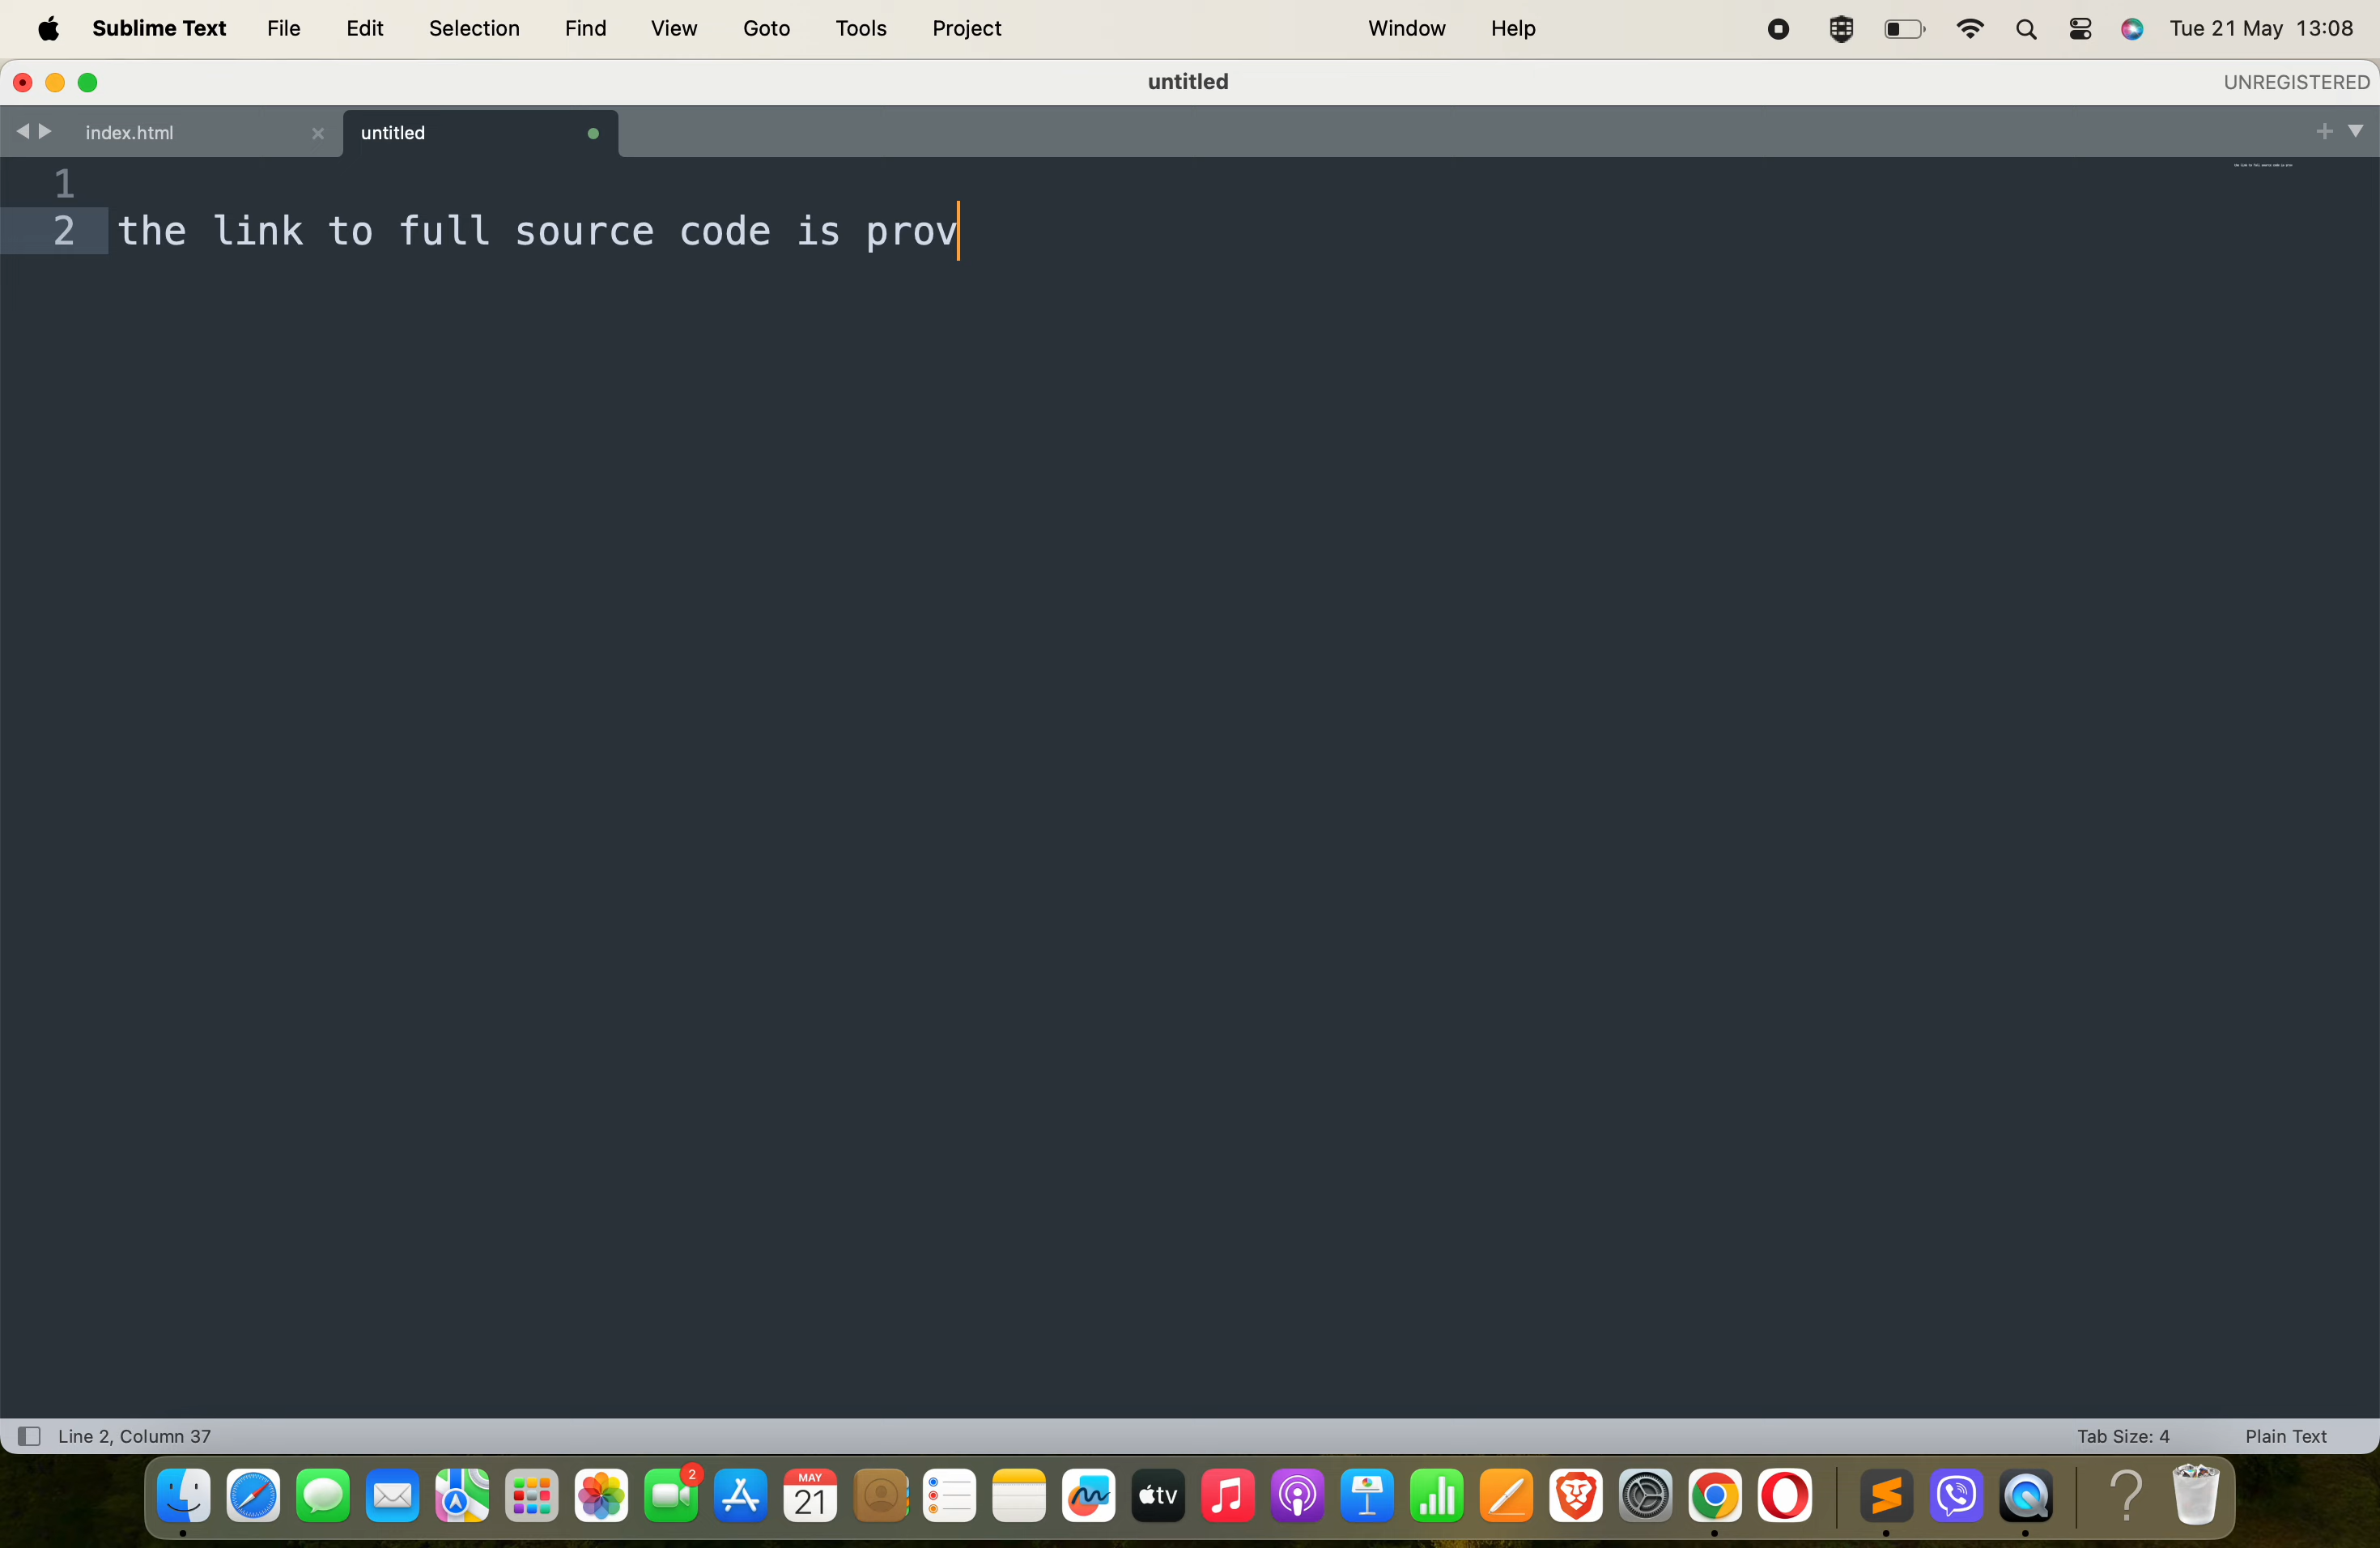 Sublime Text File Edit Selection Find View Goto Tools Project Window Help Tue 21 May 13:08
untitled UNREGISTERED
index.html untitled
1
2 the link to full source code is prov
Line 2, Column 37 Tab Size: 4 Plain Text
2
MAY
21
tv